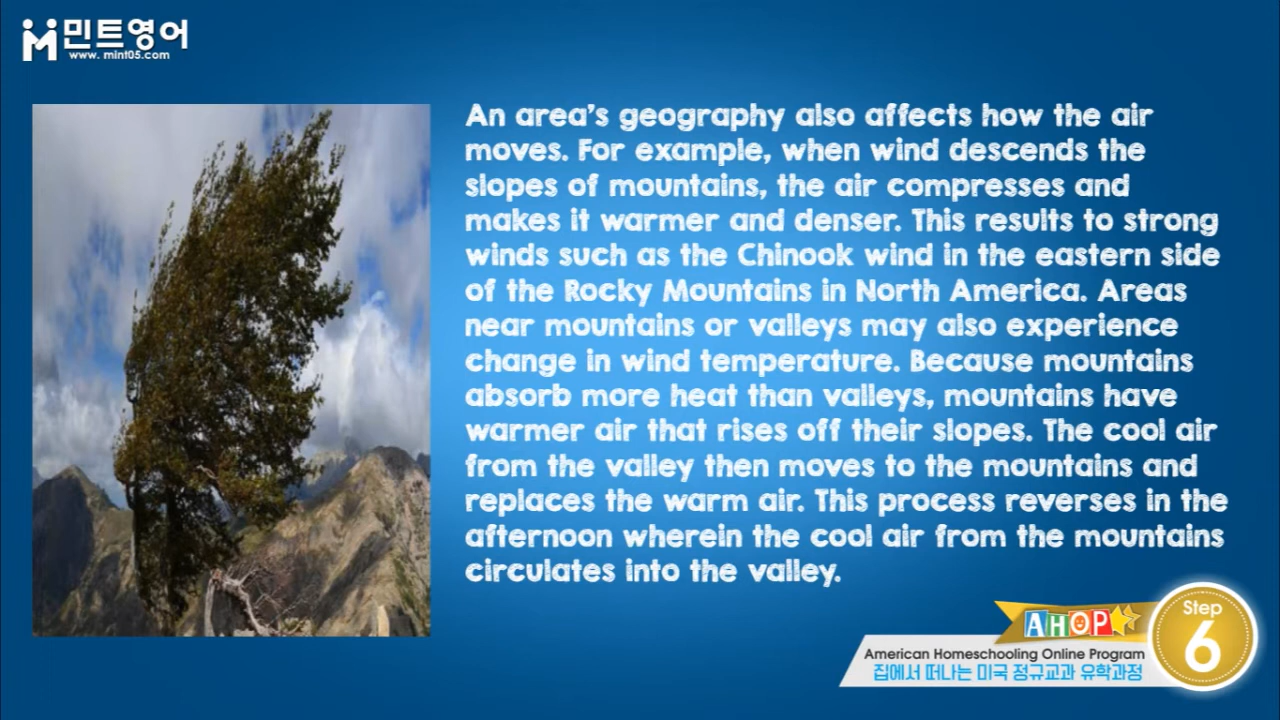 민트영어
www. mint05.com
An area's geography also affects how the air
moves. For example, when wind descends the
slopes of mountains, the air compresses and
makes it warmer and denser. This results to strong
winds such as the Chinook wind in the eastern side
of the Rocky Mountains in North America. Areas
near mountains or valleys may also experience
change in wind temperature. Because mountains
absorb more heat than valleys, mountains have
warmer air that rises off their slopes. The cool air
from the valley then moves to the mountains and
replaces the warm air. This process reverses in the
afternoon wherein the cool air from the mountains
circulates into the valley.
AHOP
Step
6
American Homeschooling Online Program
집에서 떠나는 미국 정규교과 유학과정